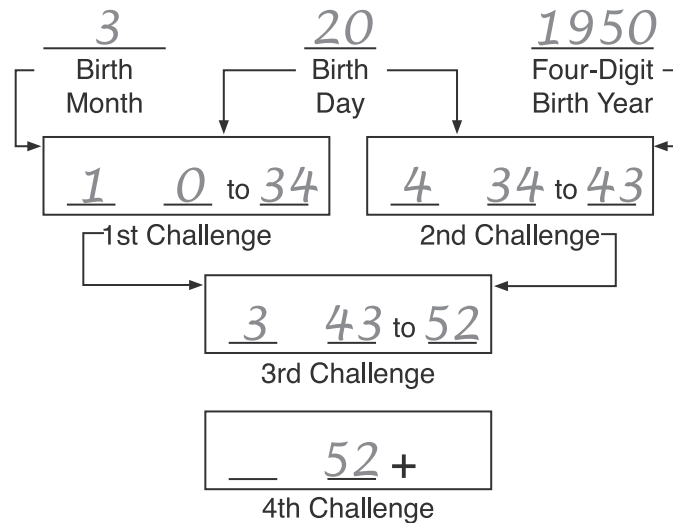 3 20 1950
Birth Birth Four-Digit
Month Day Birth Year
1 0 to 34 4 34 to 43
1st Challenge 2nd Challenge
3 43 to 52
3rd Challenge
52 +
4th Challenge